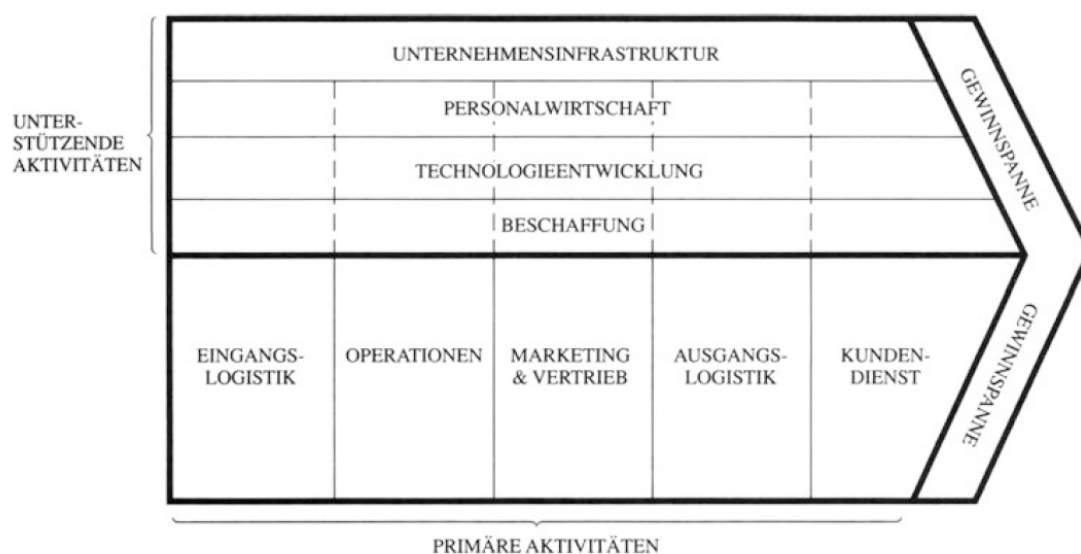 UNTERNEHMENSINFRASTRUKTUR
PERSONALWIRTSCHAFT
UNTER-
STÜTZENDE
AKTIVITÄTEN
TECHNOLOGIEENTWICKLUNG
BESCHAFFUNG
GEWINNSPANNE
EINGANGS-
LOGISTIK
OPERATIONEN
MARKETING
& VERTRIEB
AUSGANGS-
LOGISTIK
KUNDEN-
DIENST
GEWINNSPANNE
PRIMÄRE AKTIVITÄTEN